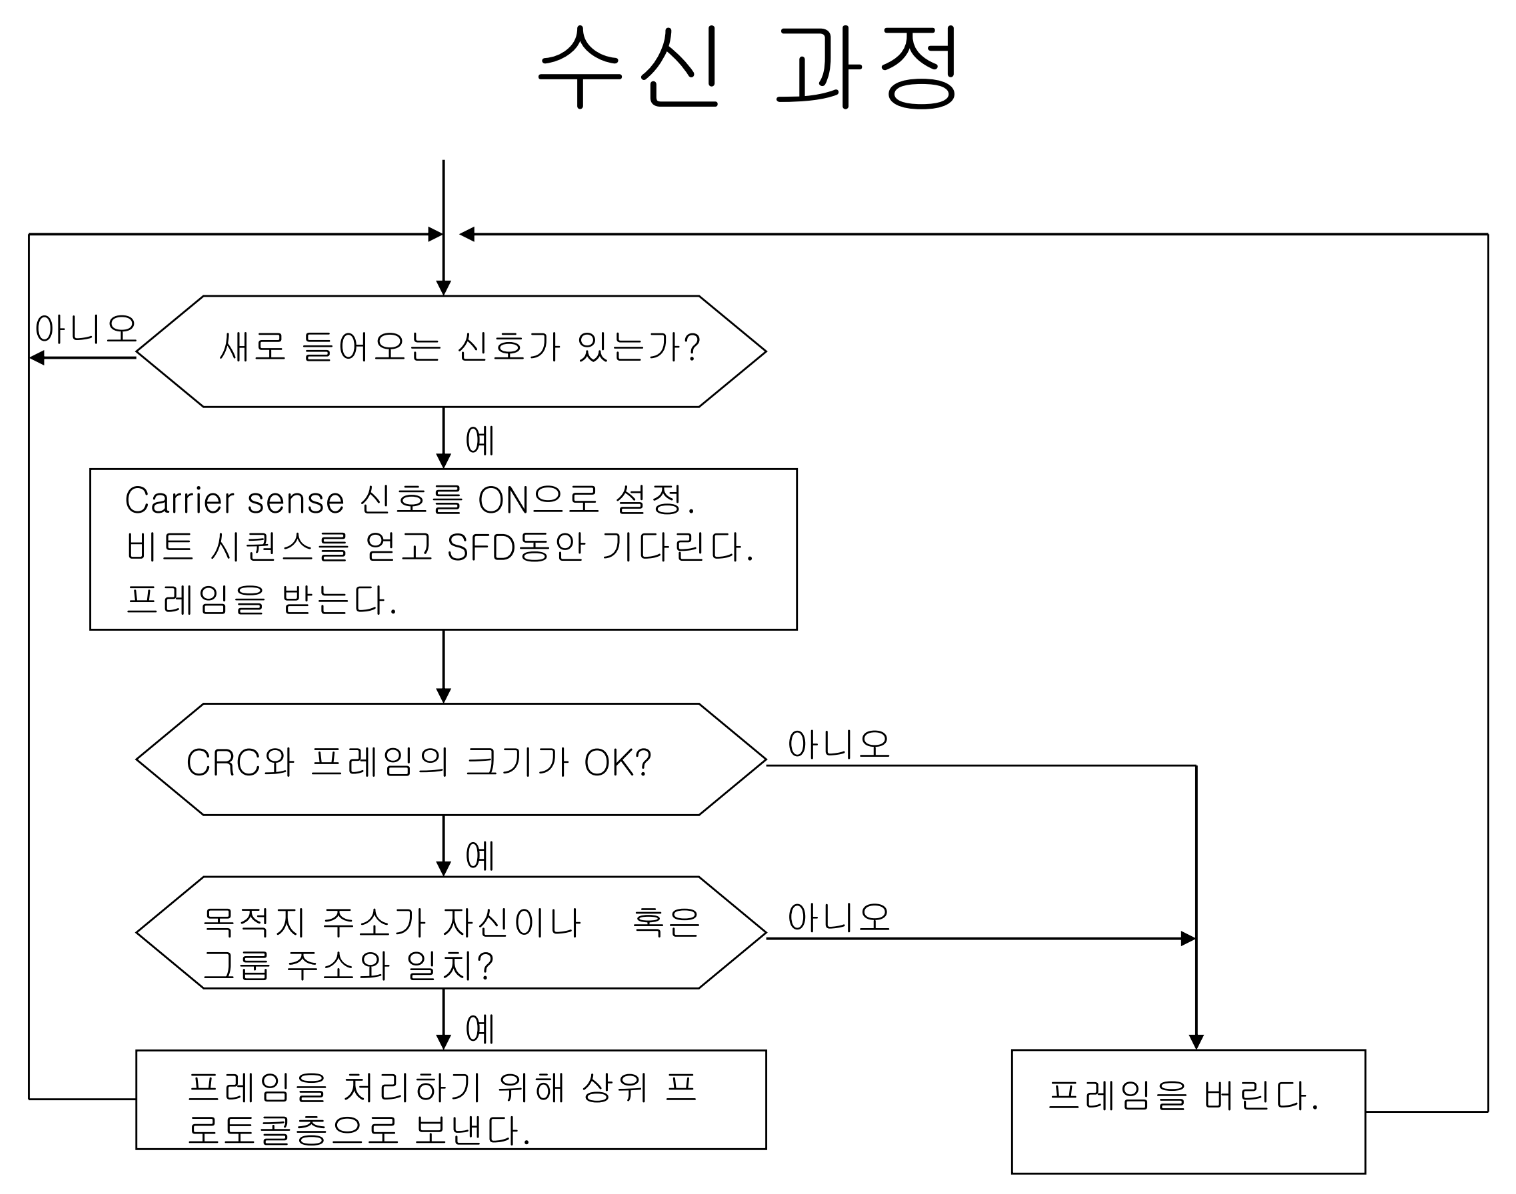 수신 과정
아니오
새로 들어오는 신호가 있는가?
예
Carrier sense 신호를 ON으로 설정.
비트 시퀀스를 얻고 SFD동안 기다린다.
프레임을 받는다.
CRC와 프레임의 크기가 OK?
아니오
예
목적지 주소가 자신이나 혹은
그룹 주소와 일치?
아니오
예
프레임을 처리하기 위해 상위 프
로토콜층으로 보낸다.
프레임을 버린다.